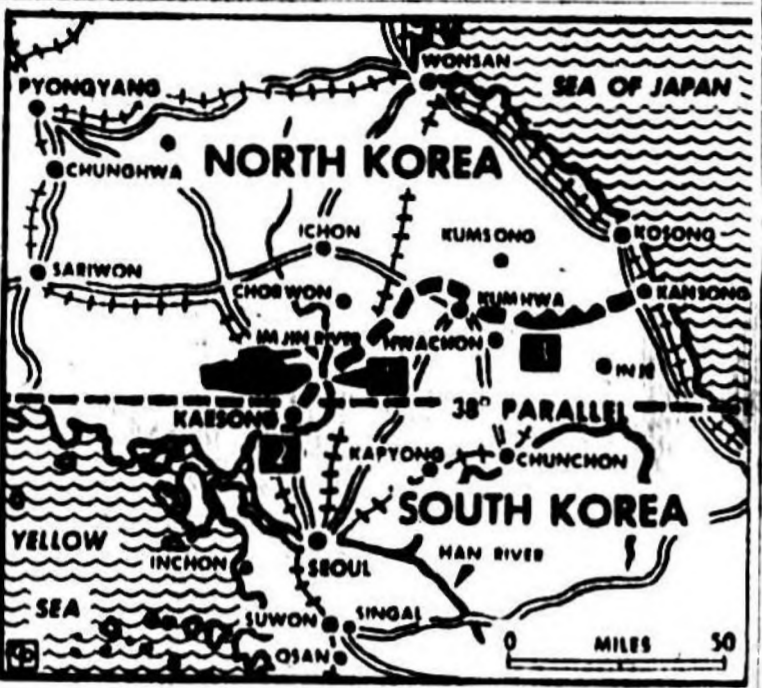 WONSAN
SEA OF JAPAN
PYONGYANG
CHUNGHWA
NORTH KOREA
ICHON
KUMSONG
KOSONG
SARIWON
CHORWON
KUMHWA
KANSONG
IMJIN RIVER
HWACHON
INJE
38° PARALLEL
KAESONG
2
KAPYONG
CHUNCHON
SOUTH KOREA
YELLOW
SEA
INCHON
SEOUL
HAN RIVER
SUWON
SINGAL
OSAN
0 MILES 50